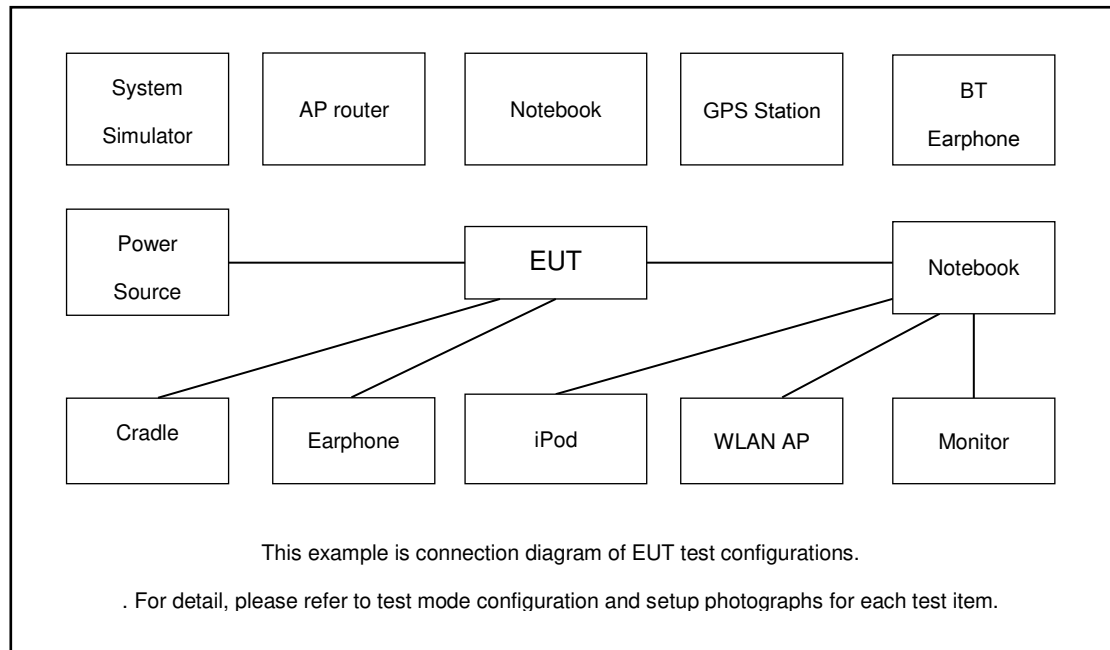 System
Simulator
AP router
Notebook
GPS Station
BT
Earphone
Power
Source
EUT
Notebook
Cradle
Earphone
iPod
WLAN AP
Monitor
This example is connection diagram of EUT test configurations.
. For detail, please refer to test mode configuration and setup photographs for each test item.